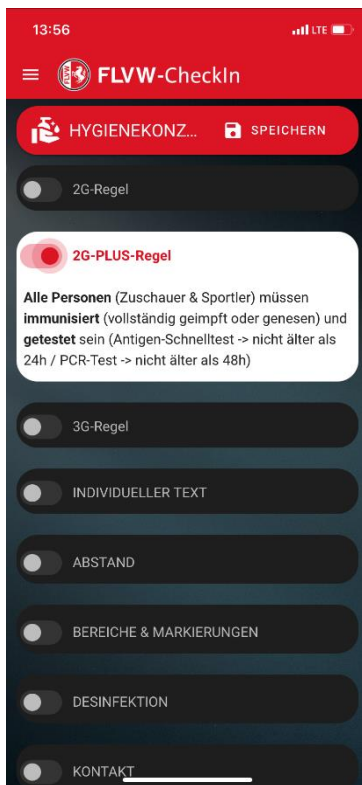 13:56
LTE
FLVW
FLVW-CheckIn
HYGIENEKONZ...
SPEICHERN
2G-Regel
2G-PLUS-Regel
Alle Personen (Zuschauer & Sportler) müssen
immunisiert (vollständig geimpft oder genesen) und
getestet sein (Antigen-Schnelltest -> nicht älter als
24h / PCR-Test -> nicht älter als 48h)
3G-Regel
INDIVIDUELLER TEXT
ABSTAND
BEREICHE & MARKIERUNGEN
DESINFEKTION
KONTAKT